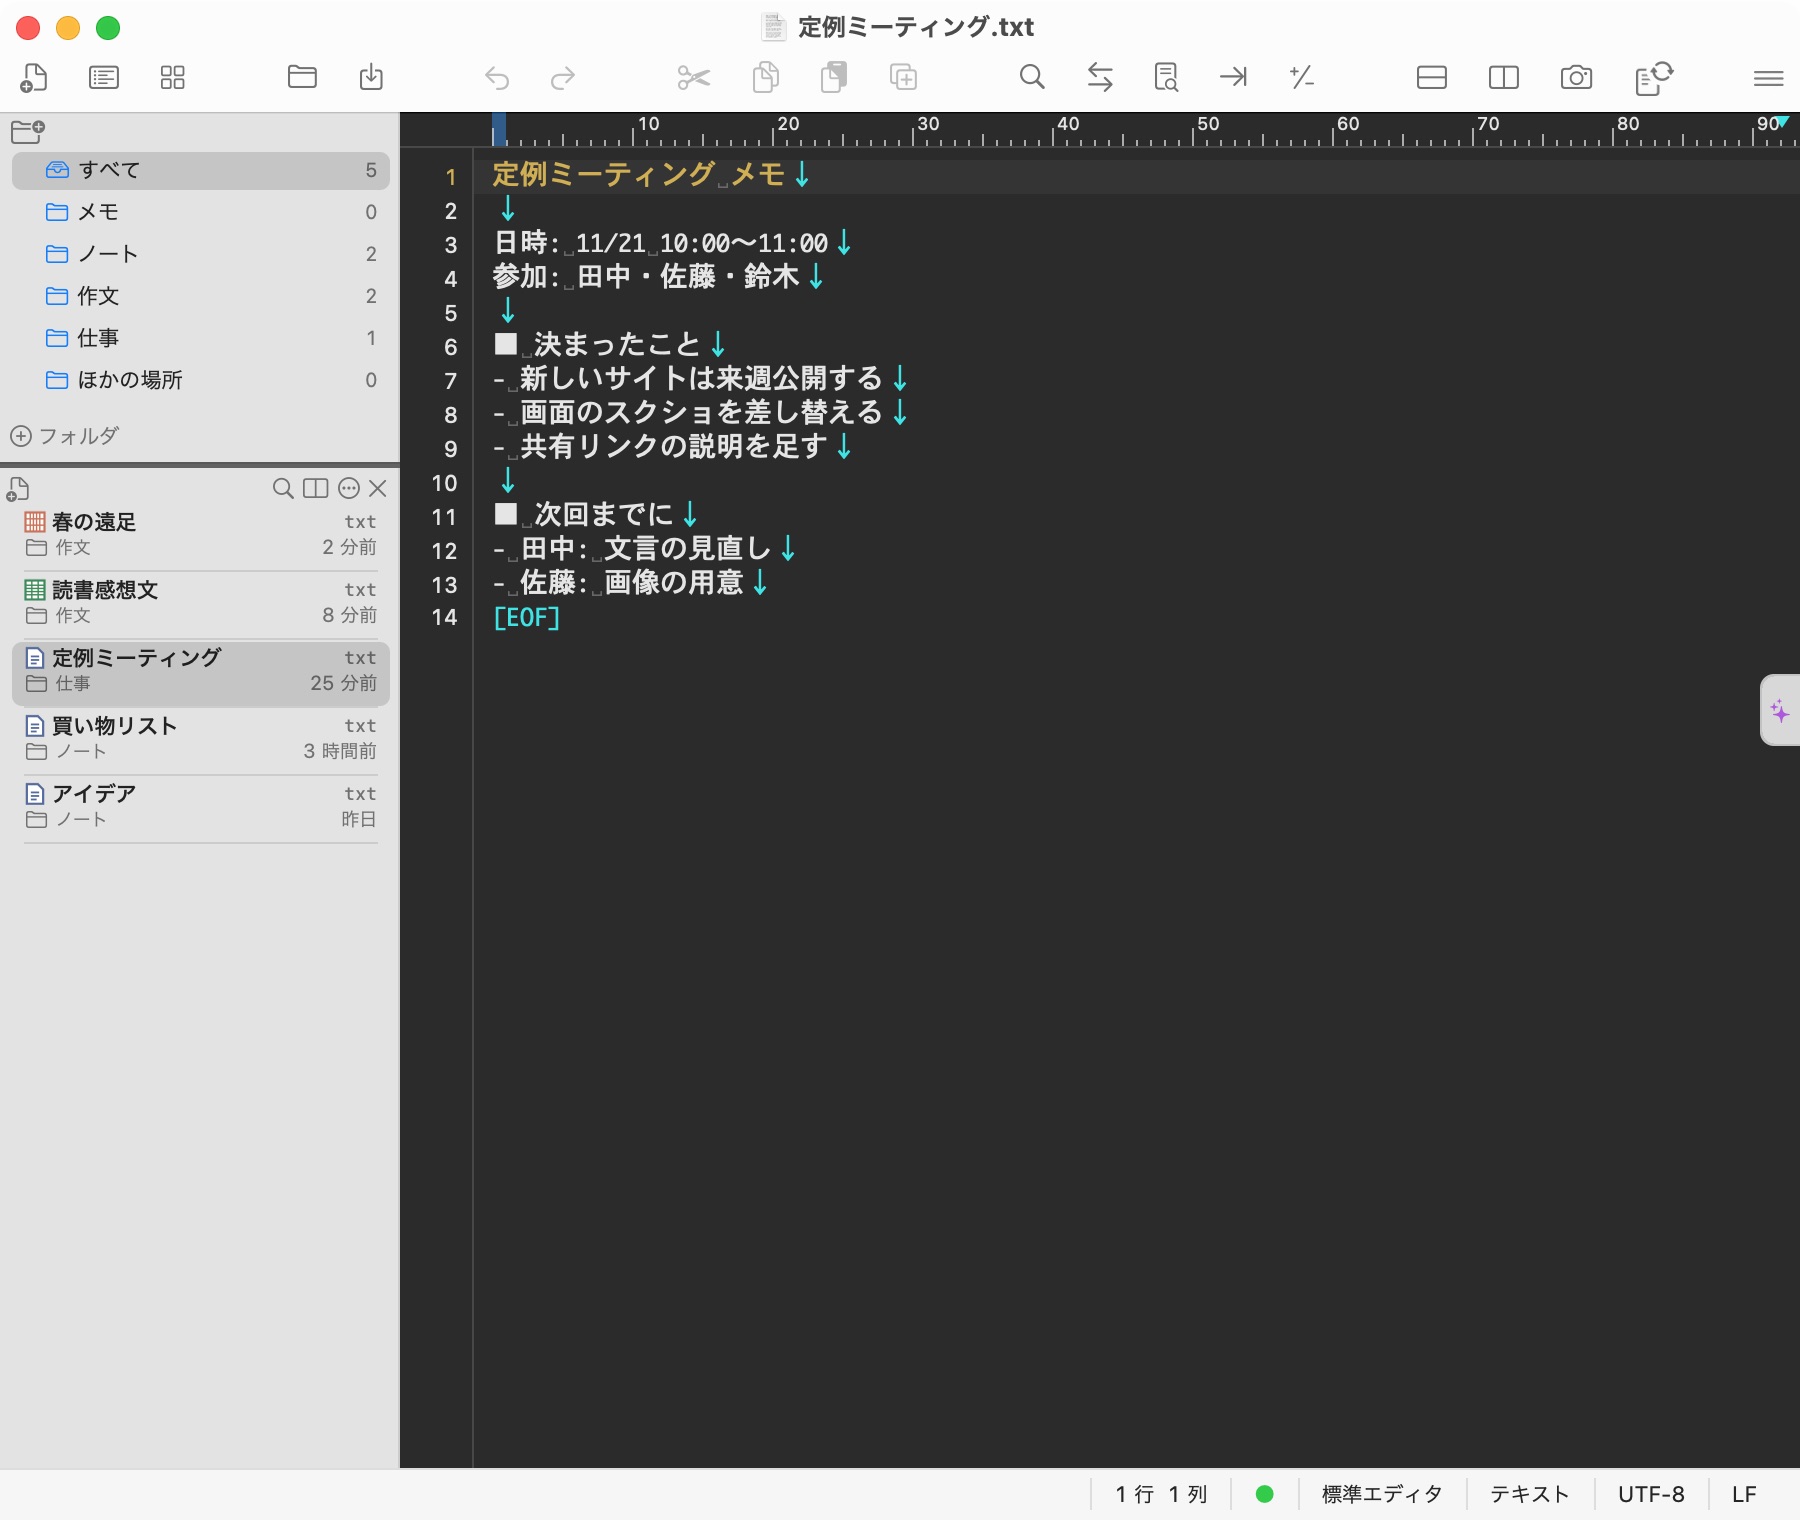 定例ミーティング.txt
すべて 5
メモ 0
ノート 2
作文 2
仕事 1
ほかの場所 0
フォルダ
春の遠足 txt
作文 2 分前
読書感想文 txt
作文 8 分前
定例ミーティング txt
仕事 25 分前
買い物リスト txt
ノート 3 時間前
アイデア txt
ノート 昨日
10 20 30 40 50 60 70 80 90
1 定例ミーティング␣メモ↓
2 ↓
3 日時:␣11/21␣10:00〜11:00↓
4 参加:␣田中・佐藤・鈴木↓
5 ↓
6 ■␣決まったこと↓
7 -␣新しいサイトは来週公開する↓
8 -␣画面のスクショを差し替える↓
9 -␣共有リンクの説明を足す↓
10 ↓
11 ■␣次回までに↓
12 -␣田中:␣文言の見直し↓
13 -␣佐藤:␣画像の用意↓
14 [EOF]
1 行 1 列 標準エディタ テキスト UTF-8 LF